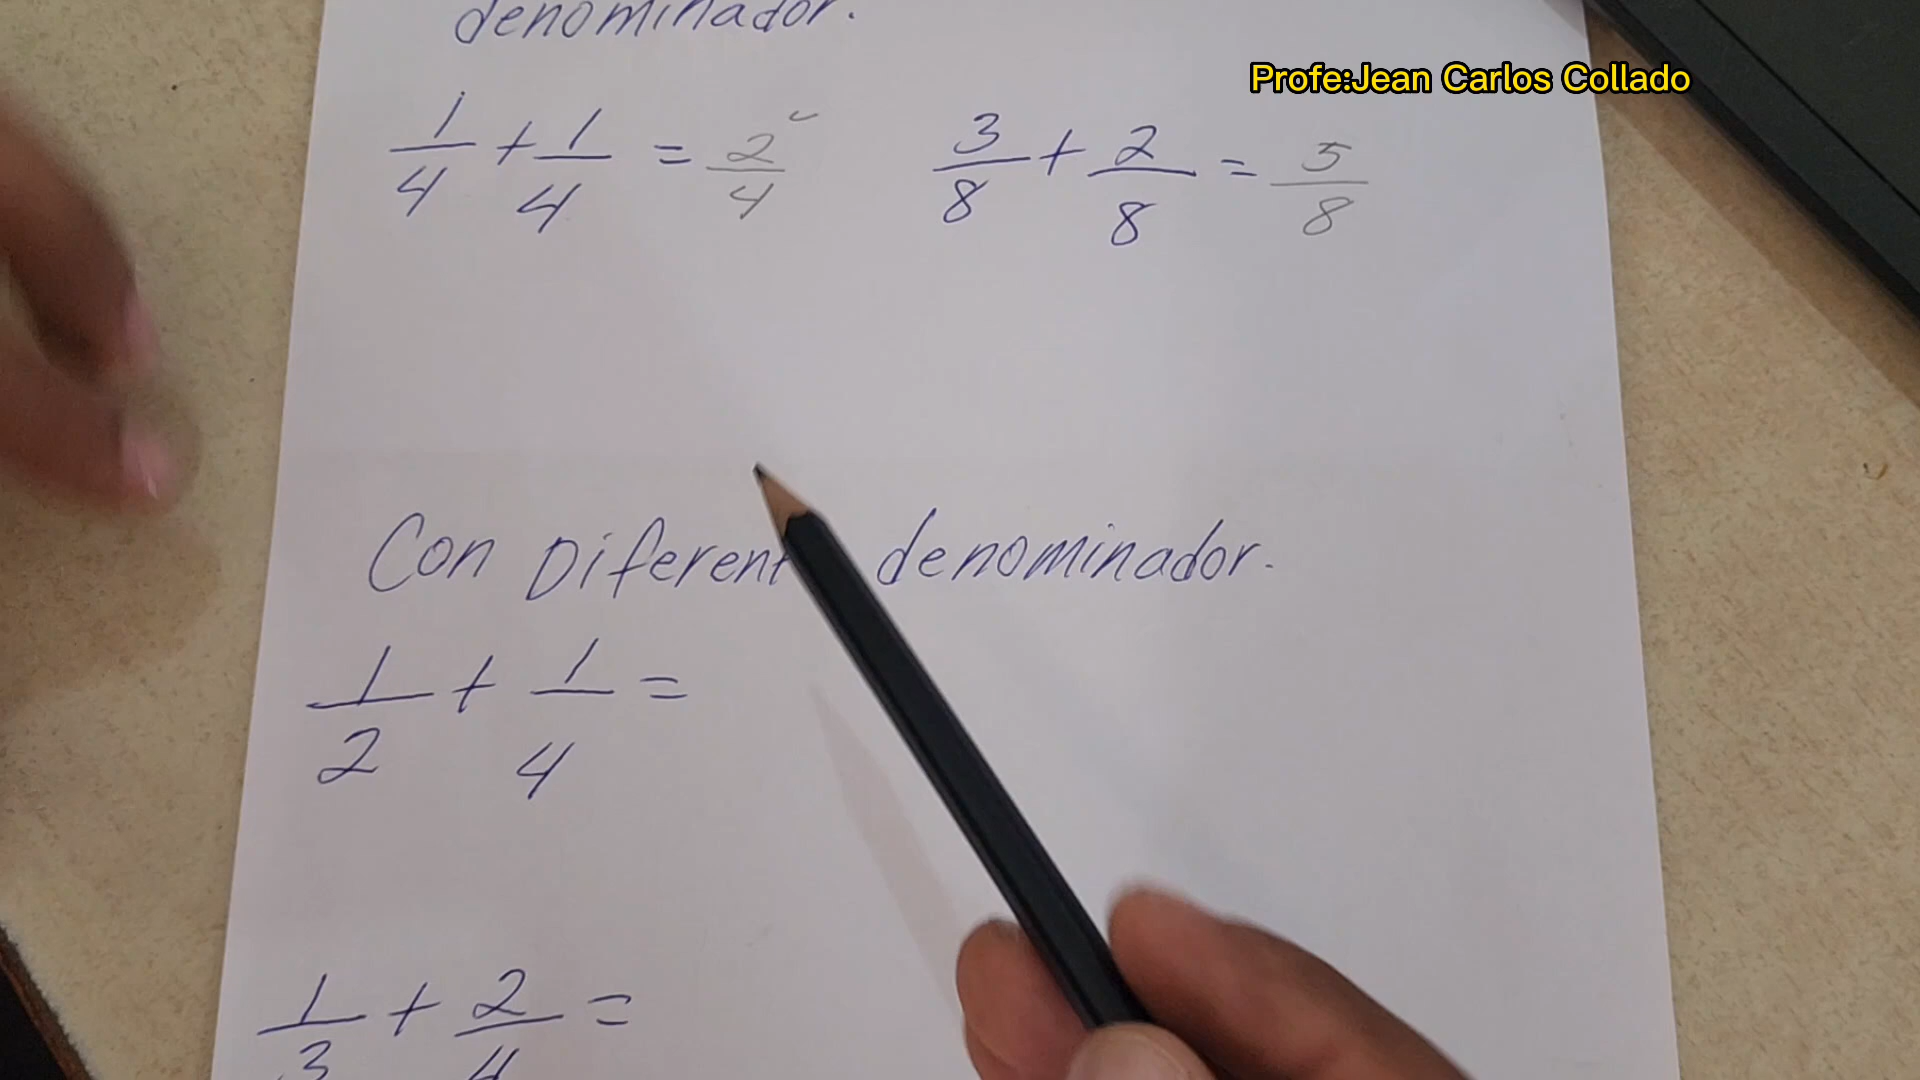 denominador.
Profe:Jean Carlos Collado
1/4 + 1/4 = 2/4   3/8 + 2/8 = 5/8
Con Diferent denominador.
1/2 + 1/4 =
1/3 + 2/4 =